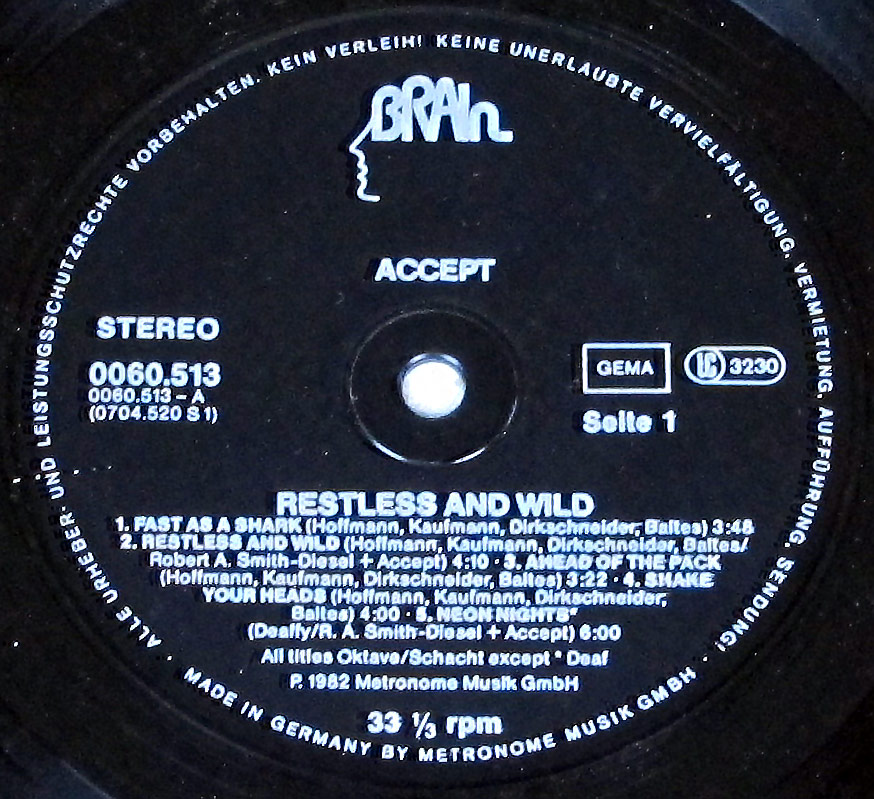 ALLE URHEBER- UND LEISTUNGSSCHUTZRECHTE VORBEHALTEN. KEIN VERLEIH! KEINE UNERLAUBTE VERVIELFÄLTIGUNG, VERMIETUNG, AUFFÜHRUNG, SENDUNG!
BRAIn
ACCEPT
STEREO
0060.513
0060.513 – A
(0704.520 S 1)
GEMA
LC 3230
Seite 1
RESTLESS AND WILD
1. FAST AS A SHARK (Hoffmann, Kaufmann, Dirkschneider, Baltes) 3:48
2. RESTLESS AND WILD (Hoffmann, Kaufmann, Dirkschneider, Baltes/
Robert A. Smith-Diesel + Accept) 4:10 · 3. AHEAD OF THE PACK
(Hoffmann, Kaufmann, Dirkschneider, Baltes) 3:22 · 4. SHAKE
YOUR HEADS (Hoffmann, Kaufmann, Dirkschneider,
Baltes) 4:00 · 5. NEON NIGHTS*
(Deaffy/R. A. Smith-Diesel + Accept) 6:00
All titles Oktave/Schacht except * Deaf
P. 1982 Metronome Musik GmbH
33 1/3 rpm
· MADE IN GERMANY BY METRONOME MUSIK GMBH ·